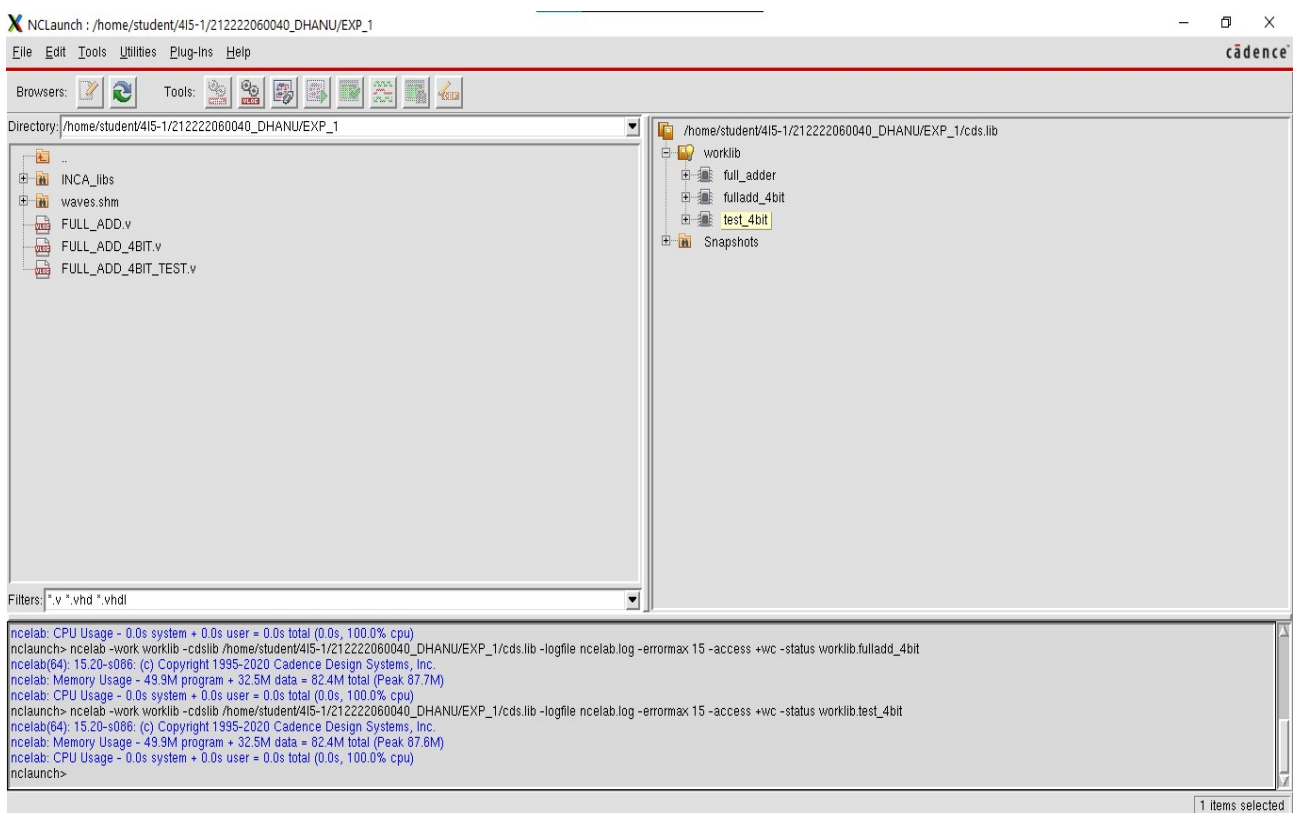 NCLaunch : /home/student/4I5-1/212222060040_DHANU/EXP_1
File Edit Tools Utilities Plug-Ins Help
cādence
Browsers: Tools:
Directory: /home/student/4I5-1/212222060040_DHANU/EXP_1
..
INCA_libs
waves.shm
FULL_ADD.v
FULL_ADD_4BIT.v
FULL_ADD_4BIT_TEST.v
Filters: *.v *.vhd *.vhdl
/home/student/4I5-1/212222060040_DHANU/EXP_1/cds.lib
worklib
full_adder
fulladd_4bit
test_4bit
Snapshots
ncelab: CPU Usage - 0.0s system + 0.0s user = 0.0s total (0.0s, 100.0% cpu)
nclaunch> ncelab -work worklib -cdslib /home/student/4I5-1/212222060040_DHANU/EXP_1/cds.lib -logfile ncelab.log -errormax 15 -access +wc -status worklib.fulladd_4bit
ncelab(64): 15.20-s086: (c) Copyright 1995-2020 Cadence Design Systems, Inc.
ncelab: Memory Usage - 49.9M program + 32.5M data = 82.4M total (Peak 87.7M)
ncelab: CPU Usage - 0.0s system + 0.0s user = 0.0s total (0.0s, 100.0% cpu)
nclaunch> ncelab -work worklib -cdslib /home/student/4I5-1/212222060040_DHANU/EXP_1/cds.lib -logfile ncelab.log -errormax 15 -access +wc -status worklib.test_4bit
ncelab(64): 15.20-s086: (c) Copyright 1995-2020 Cadence Design Systems, Inc.
ncelab: Memory Usage - 49.9M program + 32.5M data = 82.4M total (Peak 87.6M)
ncelab: CPU Usage - 0.0s system + 0.0s user = 0.0s total (0.0s, 100.0% cpu)
nclaunch>
1 items selected